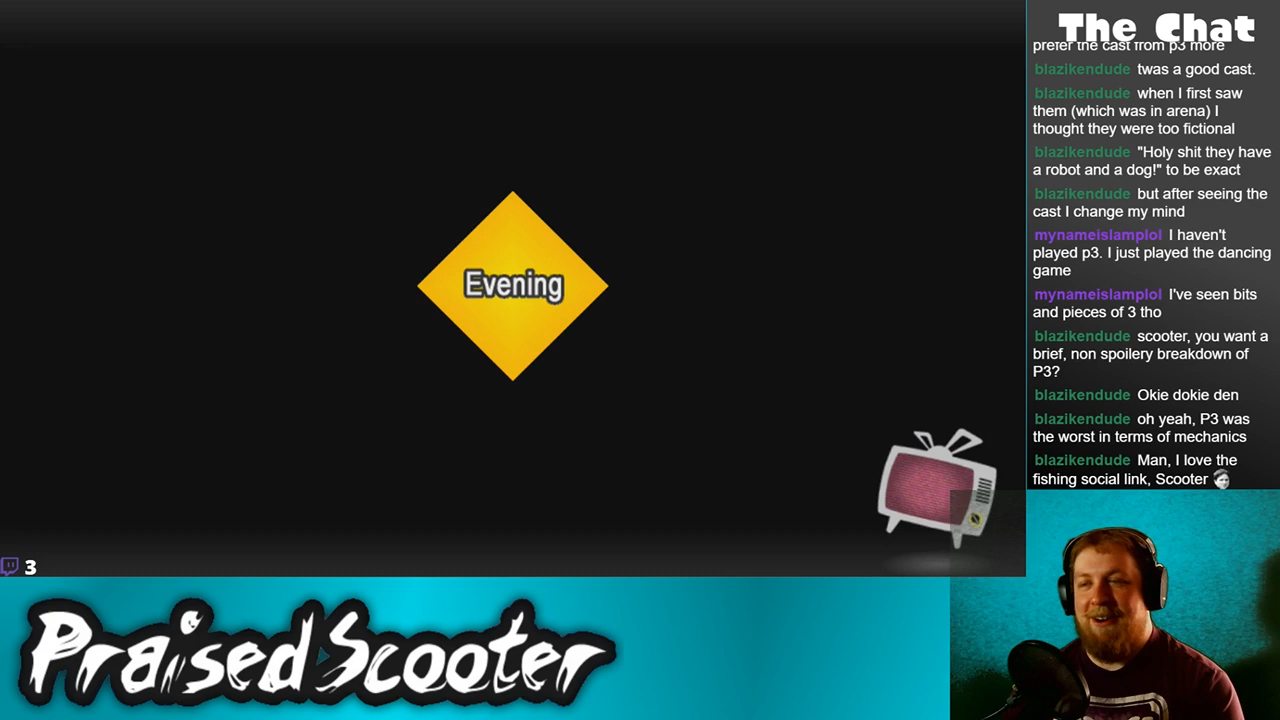 The Chat
prefer the cast from p3 more
blazikendude twas a good cast.
blazikendude when I first saw
them (which was in arena) I
thought they were too fictional
blazikendude "Holy shit they have
a robot and a dog!" to be exact
blazikendude but after seeing the
cast I change my mind
mynameislamplol I haven't
played p3. I just played the dancing
game
mynameislamplol I've seen bits
and pieces of 3 tho
blazikendude scooter, you want a
brief, non spoilery breakdown of
P3?
blazikendude Okie dokie den
blazikendude oh yeah, P3 was
the worst in terms of mechanics
blazikendude Man, I love the
fishing social link, Scooter
Evening
3
PraisedScooter